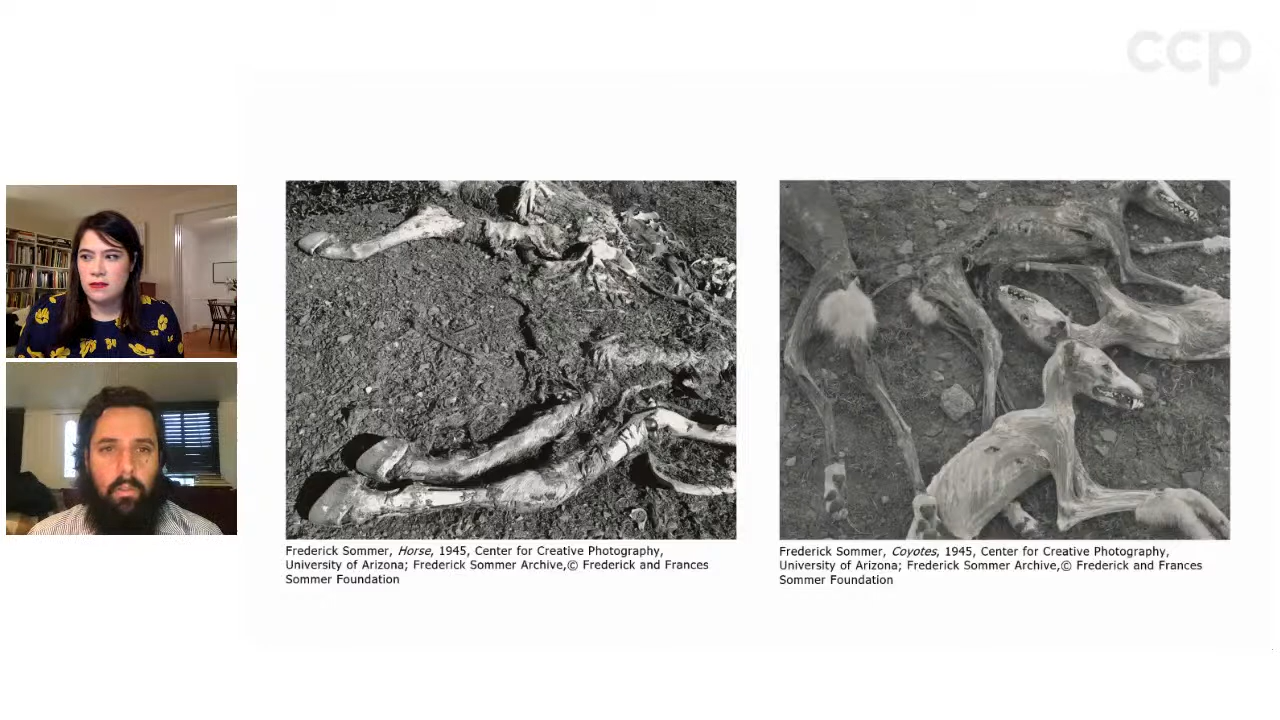 ccp
Frederick Sommer, Horse, 1945, Center for Creative Photography,
University of Arizona; Frederick Sommer Archive,© Frederick and Frances
Sommer Foundation
Frederick Sommer, Coyotes, 1945, Center for Creative Photography,
University of Arizona; Frederick Sommer Archive,© Frederick and Frances
Sommer Foundation